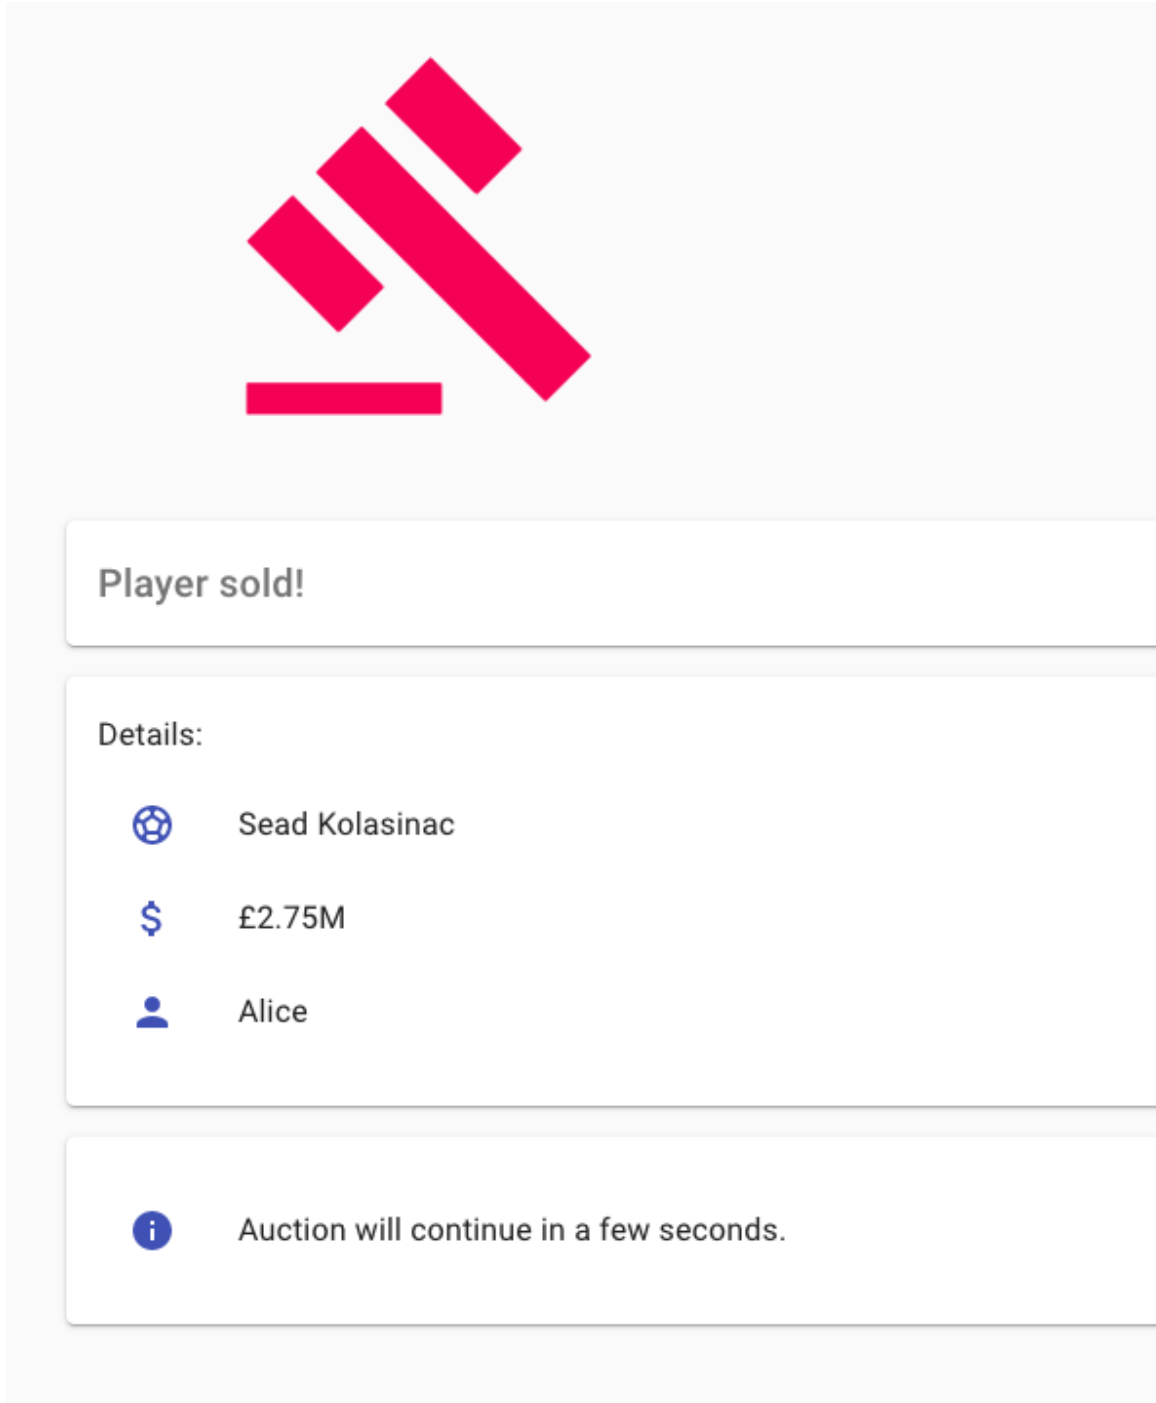 Player sold!
Details:
Sead Kolasinac
£2.75M
Alice
Auction will continue in a few seconds.